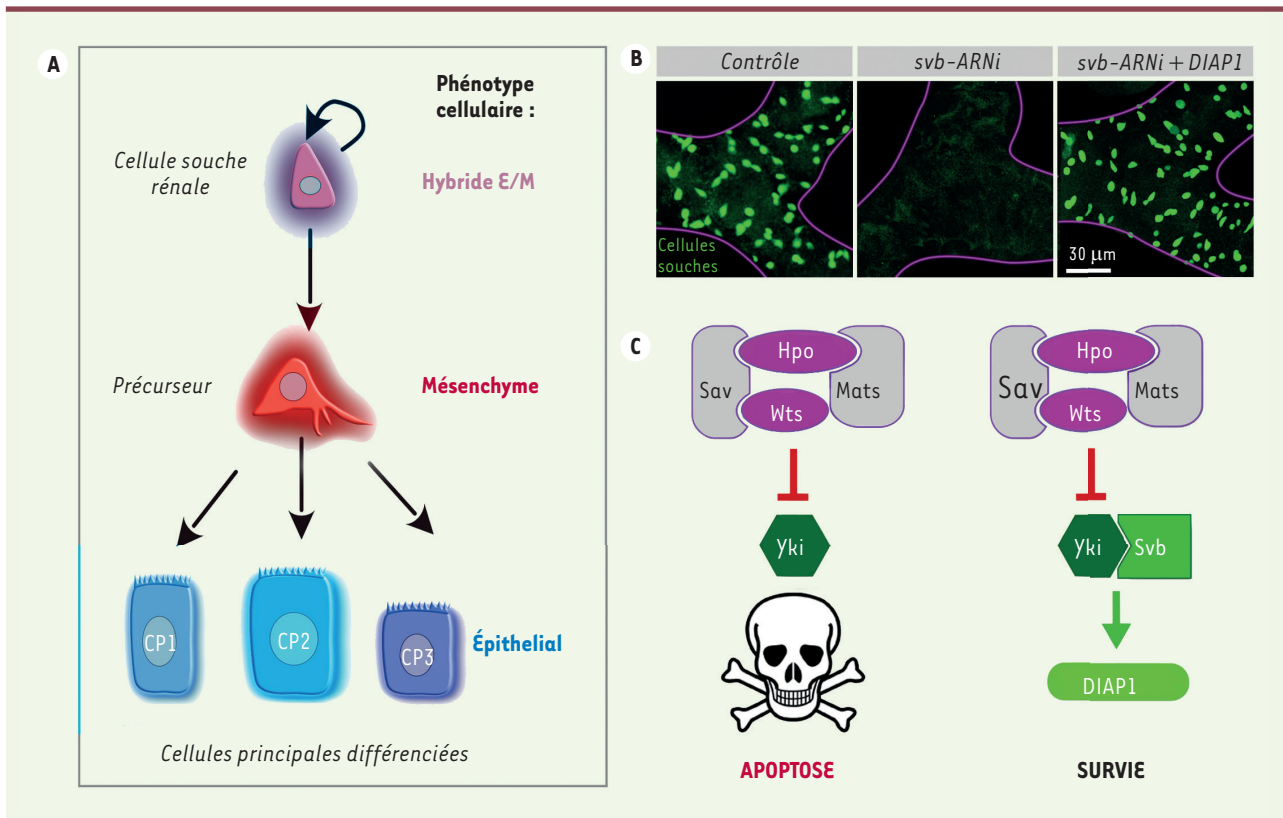 A
Phénotype
cellulaire :
Cellule souche
rénale
Hybride E/M
Précurseur
Mésenchyme
CP1
CP2
CP3
Épithelial
Cellules principales différenciées
B
Contrôle
svb-ARNi
svb-ARNi + DIAP1
Cellules
souches
30 µm
C
Hpo
Sav
Mats
Wts
Yki
APOPTOSE
Hpo
Sav
Mats
Wts
Yki
Svb
DIAP1
SURVIE